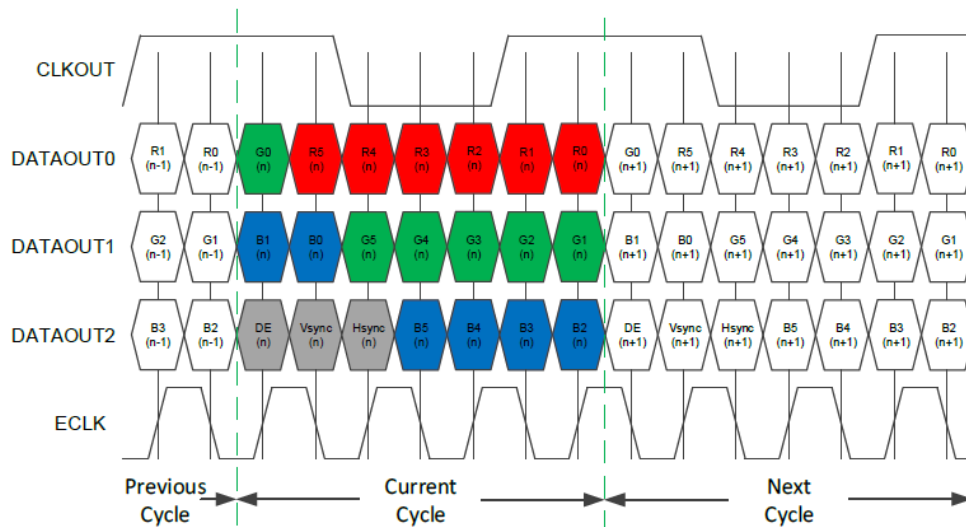 CLKOUT
DATAOUT0
R1 R0 G0 R5 R4 R3 R2 R1 R0 G0 R5 R4 R3 R2 R1 R0
(n-1) (n-1) (n) (n) (n) (n) (n) (n) (n) (n+1) (n+1) (n+1) (n+1) (n+1) (n+1) (n+1)
DATAOUT1
G2 G1 B1 B0 G5 G4 G3 G2 G1 B1 B0 G5 G4 G3 G2 G1
(n-1) (n-1) (n) (n) (n) (n) (n) (n) (n) (n+1) (n+1) (n+1) (n+1) (n+1) (n+1) (n+1)
DATAOUT2
B3 B2 DE Vsync Hsync B5 B4 B3 B2 DE Vsync Hsync B5 B4 B3 B2
(n-1) (n-1) (n) (n) (n) (n) (n) (n) (n) (n+1) (n+1) (n+1) (n+1) (n+1) (n+1) (n+1)
ECLK
Previous Current Next
Cycle Cycle Cycle